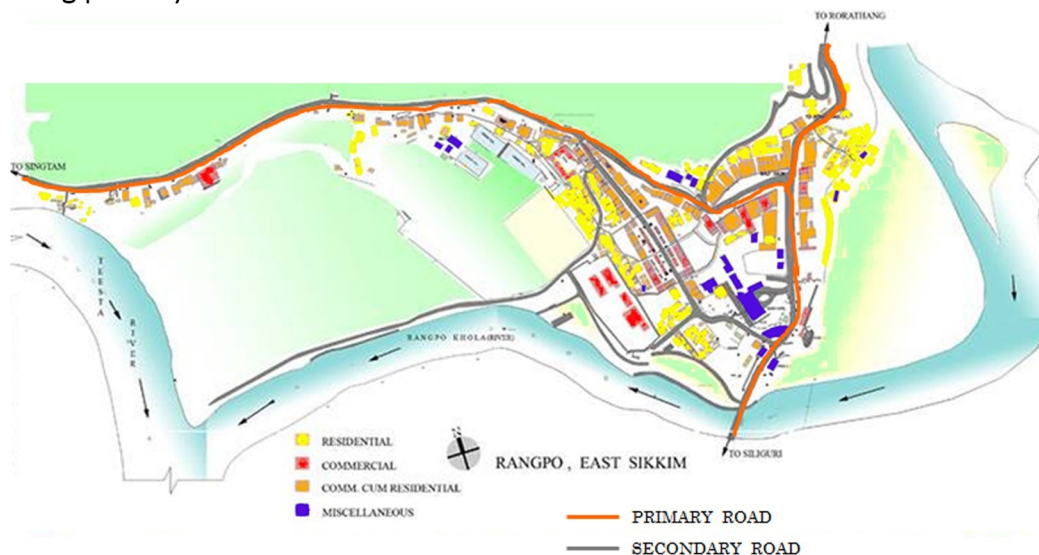 TO RORATHANG
TO SINGTAM
TEESTA
RIVER
RANGPO KHOLA(RIVER)
TO SILIGURI
N
RESIDENTIAL
COMMERCIAL
COMM. CUM RESIDENTIAL
MISCELLANEOUS
RANGPO, EAST SIKKIM
PRIMARY ROAD
SECONDARY ROAD